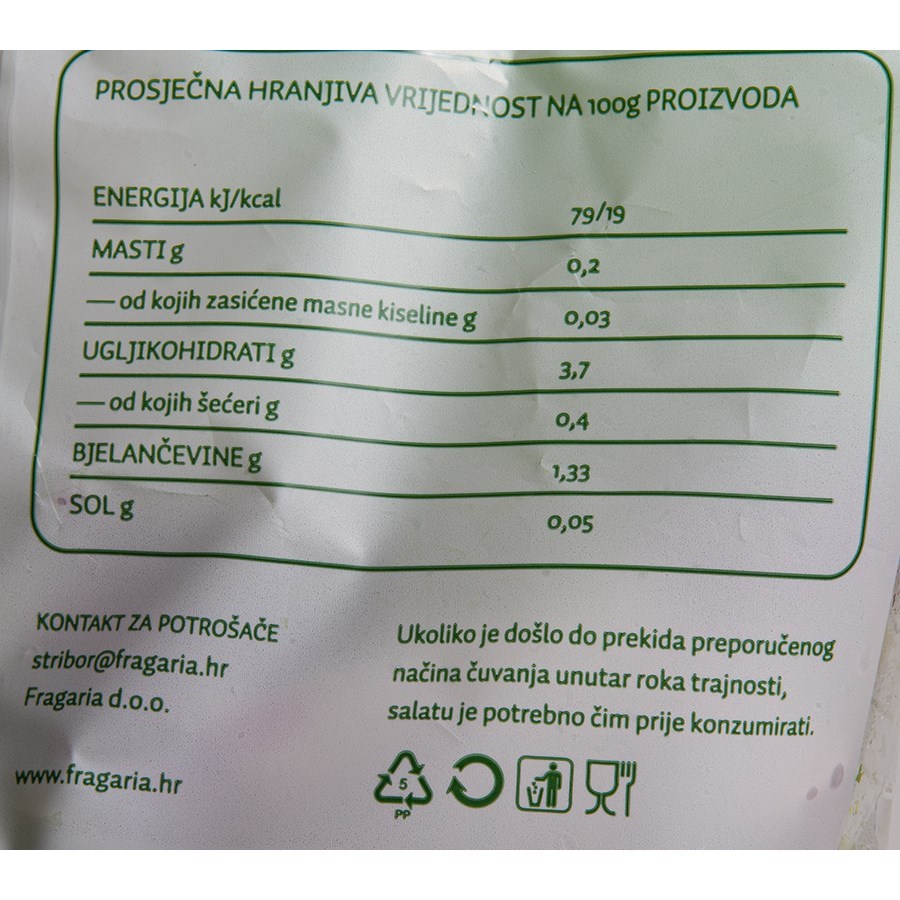 PROSJEČNA HRANJIVA VRIJEDNOST NA 100g PROIZVODA
ENERGIJA kJ/kcal 79/19
MASTI g 0,2
— od kojih zasićene masne kiseline g 0,03
UGLJIKOHIDRATI g 3,7
— od kojih šećeri g 0,4
BJELANČEVINE g 1,33
SOL g 0,05
KONTAKT ZA POTROŠAČE
stribor@fragaria.hr
Fragaria d.o.o.
www.fragaria.hr
Ukoliko je došlo do prekida preporučenog
načina čuvanja unutar roka trajnosti,
salatu je potrebno čim prije konzumirati.
5
PP